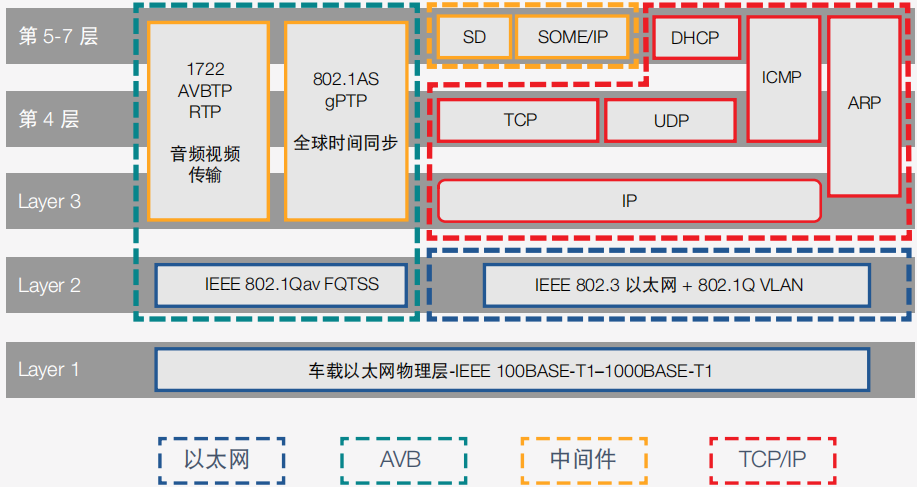 第 5-7 层
1722
AVBTP
RTP
音频视频
传输
802.1AS
gPTP
全球时间同步
SD
SOME/IP
DHCP
ICMP
ARP
第 4 层
TCP
UDP
Layer 3
IP
Layer 2
IEEE 802.1Qav FQTSS
IEEE 802.3 以太网 + 802.1Q VLAN
Layer 1
车载以太网物理层-IEEE 100BASE-T1–1000BASE-T1
以太网
AVB
中间件
TCP/IP